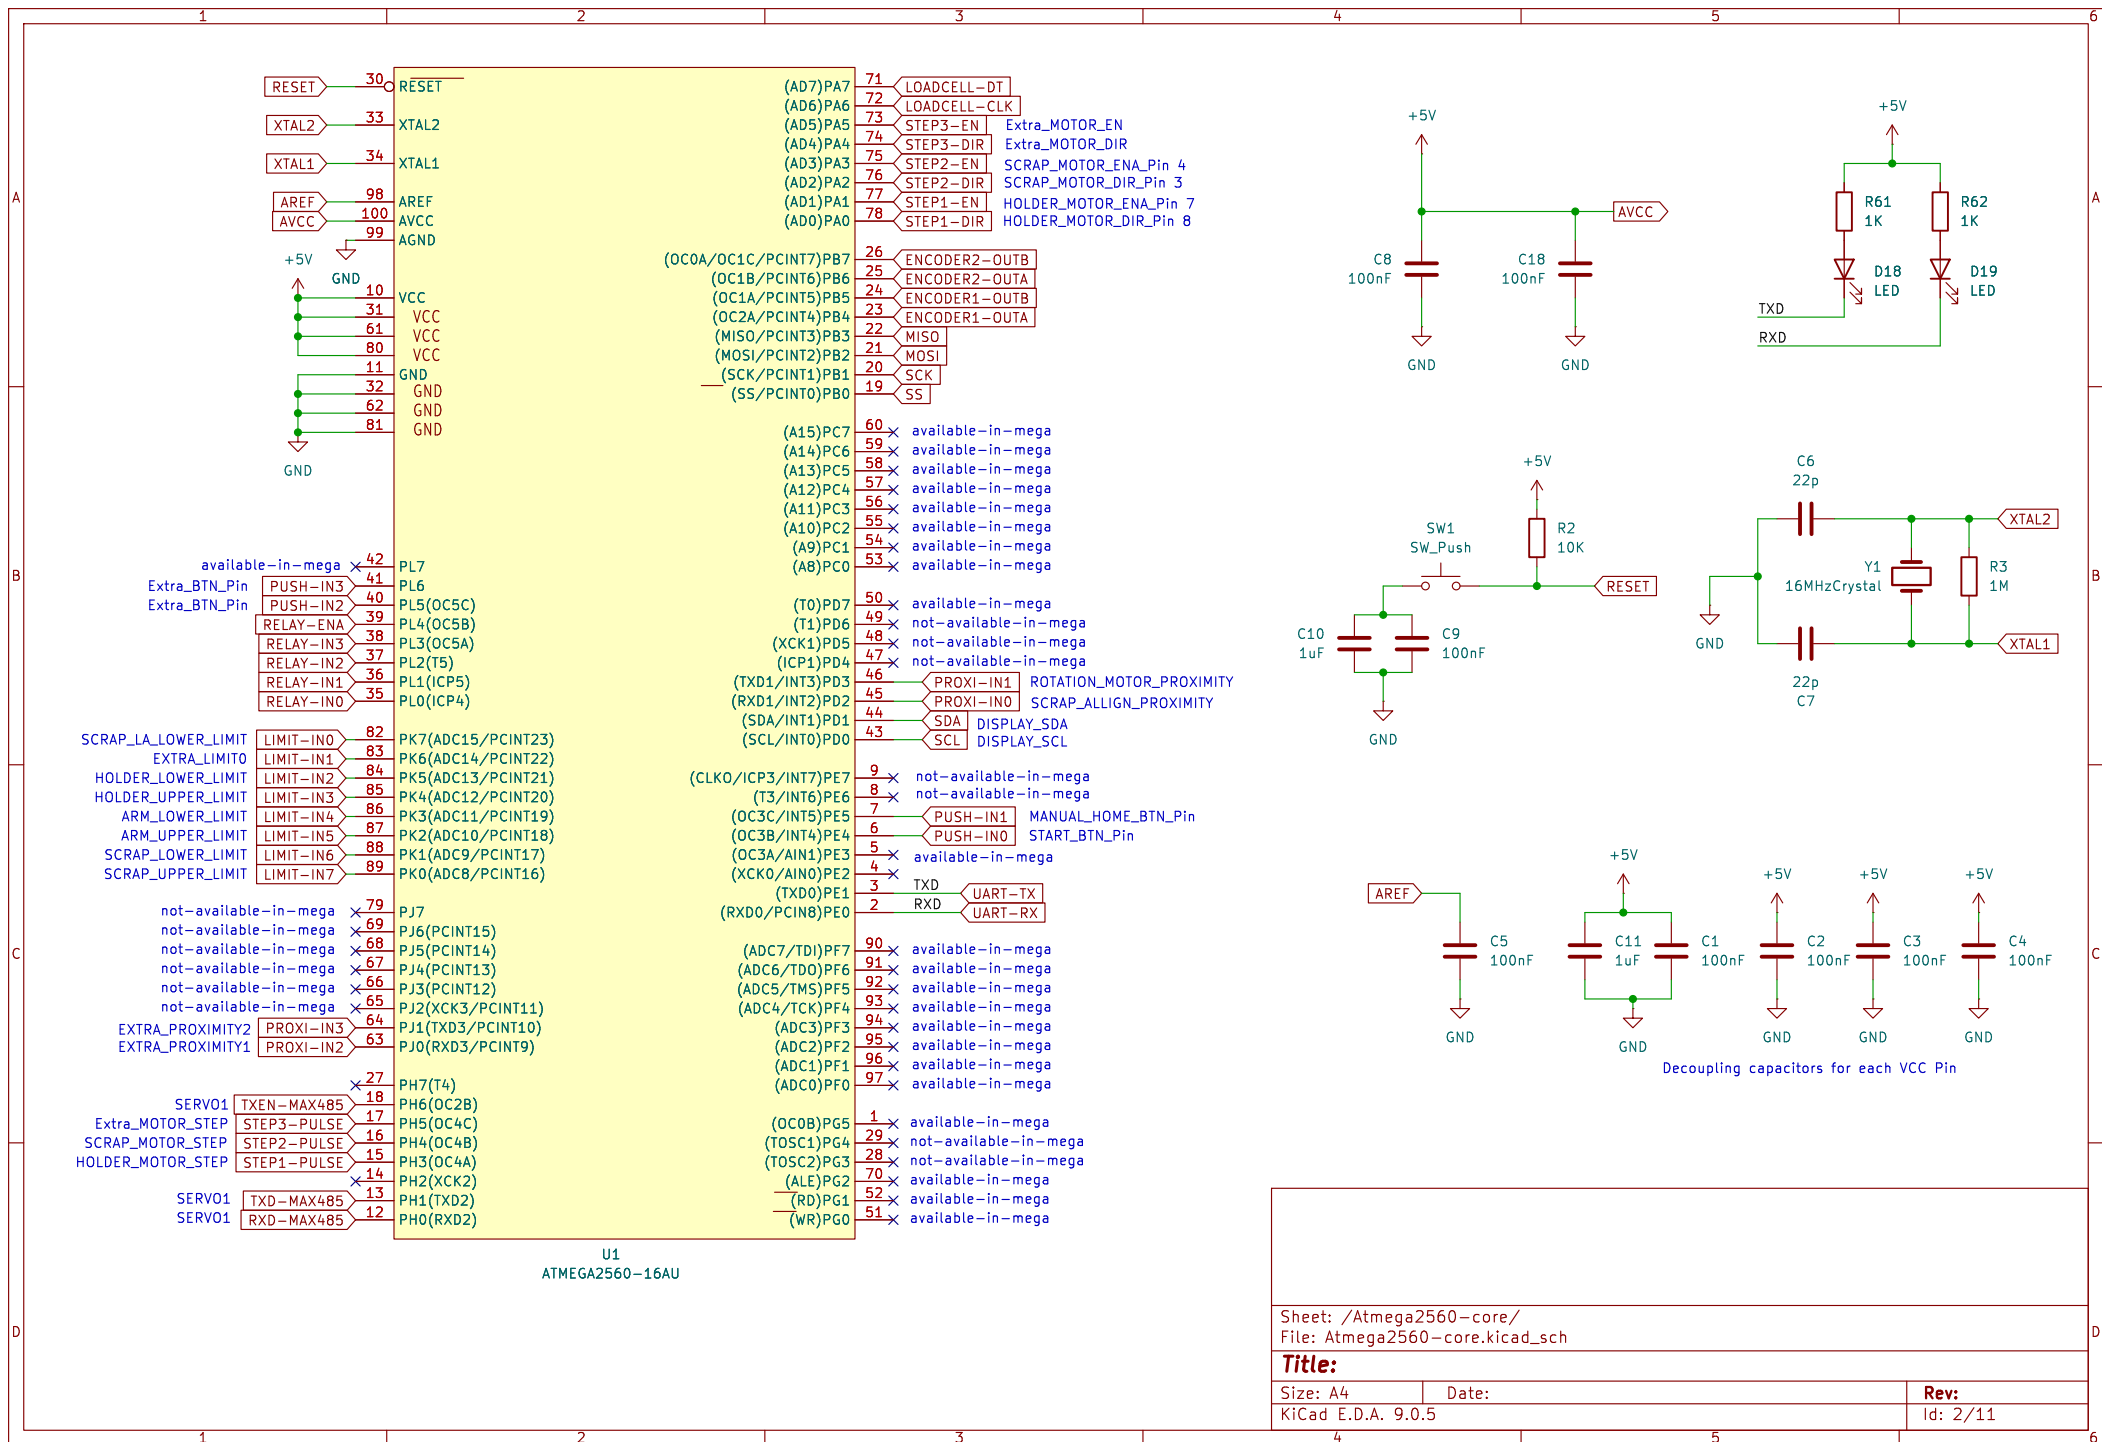 1 2 3 4 5 6
A
B
C
D
RESET 30 RESET
XTAL2 33 XTAL2
XTAL1 34 XTAL1
AREF 98 AREF
AVCC 100 AVCC
99 AGND
GND
+5V
10 VCC
31 VCC
61 VCC
80 VCC
11 GND
32 GND
62 GND
81 GND
GND
available-in-mega 42 PL7
Extra_BTN_Pin PUSH-IN3 41 PL6
Extra_BTN_Pin PUSH-IN2 40 PL5(OC5C)
RELAY-ENA 39 PL4(OC5B)
RELAY-IN3 38 PL3(OC5A)
RELAY-IN2 37 PL2(T5)
RELAY-IN1 36 PL1(ICP5)
RELAY-IN0 35 PL0(ICP4)
SCRAP_LA_LOWER_LIMIT LIMIT-IN0 82 PK7(ADC15/PCINT23)
EXTRA_LIMIT0 LIMIT-IN1 83 PK6(ADC14/PCINT22)
HOLDER_LOWER_LIMIT LIMIT-IN2 84 PK5(ADC13/PCINT21)
HOLDER_UPPER_LIMIT LIMIT-IN3 85 PK4(ADC12/PCINT20)
ARM_LOWER_LIMIT LIMIT-IN4 86 PK3(ADC11/PCINT19)
ARM_UPPER_LIMIT LIMIT-IN5 87 PK2(ADC10/PCINT18)
SCRAP_LOWER_LIMIT LIMIT-IN6 88 PK1(ADC9/PCINT17)
SCRAP_UPPER_LIMIT LIMIT-IN7 89 PK0(ADC8/PCINT16)
not-available-in-mega 79 PJ7
not-available-in-mega 69 PJ6(PCINT15)
not-available-in-mega 68 PJ5(PCINT14)
not-available-in-mega 67 PJ4(PCINT13)
not-available-in-mega 66 PJ3(PCINT12)
not-available-in-mega 65 PJ2(XCK3/PCINT11)
EXTRA_PROXIMITY2 PROXI-IN3 64 PJ1(TXD3/PCINT10)
EXTRA_PROXIMITY1 PROXI-IN2 63 PJ0(RXD3/PCINT9)
27 PH7(T4)
SERVO1 TXEN-MAX485 18 PH6(OC2B)
Extra_MOTOR_STEP STEP3-PULSE 17 PH5(OC4C)
SCRAP_MOTOR_STEP STEP2-PULSE 16 PH4(OC4B)
HOLDER_MOTOR_STEP STEP1-PULSE 15 PH3(OC4A)
14 PH2(XCK2)
SERVO1 TXD-MAX485 13 PH1(TXD2)
SERVO1 RXD-MAX485 12 PH0(RXD2)
(AD7)PA7 71 LOADCELL-DT
(AD6)PA6 72 LOADCELL-CLK
(AD5)PA5 73 STEP3-EN Extra_MOTOR_EN
(AD4)PA4 74 STEP3-DIR Extra_MOTOR_DIR
(AD3)PA3 75 STEP2-EN SCRAP_MOTOR_ENA_Pin 4
(AD2)PA2 76 STEP2-DIR SCRAP_MOTOR_DIR_Pin 3
(AD1)PA1 77 STEP1-EN HOLDER_MOTOR_ENA_Pin 7
(AD0)PA0 78 STEP1-DIR HOLDER_MOTOR_DIR_Pin 8
(OC0A/OC1C/PCINT7)PB7 26 ENCODER2-OUTB
(OC1B/PCINT6)PB6 25 ENCODER2-OUTA
(OC1A/PCINT5)PB5 24 ENCODER1-OUTB
(OC2A/PCINT4)PB4 23 ENCODER1-OUTA
(MISO/PCINT3)PB3 22 MISO
(MOSI/PCINT2)PB2 21 MOSI
(SCK/PCINT1)PB1 20 SCK
(SS/PCINT0)PB0 19 SS
(A15)PC7 60 available-in-mega
(A14)PC6 59 available-in-mega
(A13)PC5 58 available-in-mega
(A12)PC4 57 available-in-mega
(A11)PC3 56 available-in-mega
(A10)PC2 55 available-in-mega
(A9)PC1 54 available-in-mega
(A8)PC0 53 available-in-mega
(T0)PD7 50 available-in-mega
(T1)PD6 49 not-available-in-mega
(XCK1)PD5 48 not-available-in-mega
(ICP1)PD4 47 not-available-in-mega
(TXD1/INT3)PD3 46 PROXI-IN1 ROTATION_MOTOR_PROXIMITY
(RXD1/INT2)PD2 45 PROXI-IN0 SCRAP_ALLIGN_PROXIMITY
(SDA/INT1)PD1 44 SDA DISPLAY_SDA
(SCL/INT0)PD0 43 SCL DISPLAY_SCL
(CLKO/ICP3/INT7)PE7 9 not-available-in-mega
(T3/INT6)PE6 8 not-available-in-mega
(OC3C/INT5)PE5 7 PUSH-IN1 MANUAL_HOME_BTN_Pin
(OC3B/INT4)PE4 6 PUSH-IN0 START_BTN_Pin
(OC3A/AIN1)PE3 5 available-in-mega
(XCK0/AIN0)PE2 4
(TXD0)PE1 3 TXD UART-TX
(RXD0/PCIN8)PE0 2 RXD UART-RX
(ADC7/TDI)PF7 90 available-in-mega
(ADC6/TDO)PF6 91 available-in-mega
(ADC5/TMS)PF5 92 available-in-mega
(ADC4/TCK)PF4 93 available-in-mega
(ADC3)PF3 94 available-in-mega
(ADC2)PF2 95 available-in-mega
(ADC1)PF1 96 available-in-mega
(ADC0)PF0 97 available-in-mega
(OC0B)PG5 1 available-in-mega
(TOSC1)PG4 29 not-available-in-mega
(TOSC2)PG3 28 not-available-in-mega
(ALE)PG2 70 available-in-mega
(RD)PG1 52 available-in-mega
(WR)PG0 51 available-in-mega
U1
ATMEGA2560-16AU
+5V
AVCC
C8 C18
100nF 100nF
GND GND
+5V
R61 R62
1K 1K
D18 D19
LED LED
TXD
RXD
+5V
SW1 R2
SW_Push 10K
RESET
C10 C9
1uF 100nF
GND
C6
22p
XTAL2
Y1 R3
16MHzCrystal 1M
GND
XTAL1
22p
C7
AREF
C5
100nF
GND
+5V +5V +5V +5V
C11 C1 C2 C3 C4
1uF 100nF 100nF 100nF 100nF
GND GND GND GND
Decoupling capacitors for each VCC Pin
Sheet: /Atmega2560-core/
File: Atmega2560-core.kicad_sch
Title:
Size: A4 Date: Rev:
KiCad E.D.A. 9.0.5 Id: 2/11
A
B
C
D
1 2 3 4 5 6